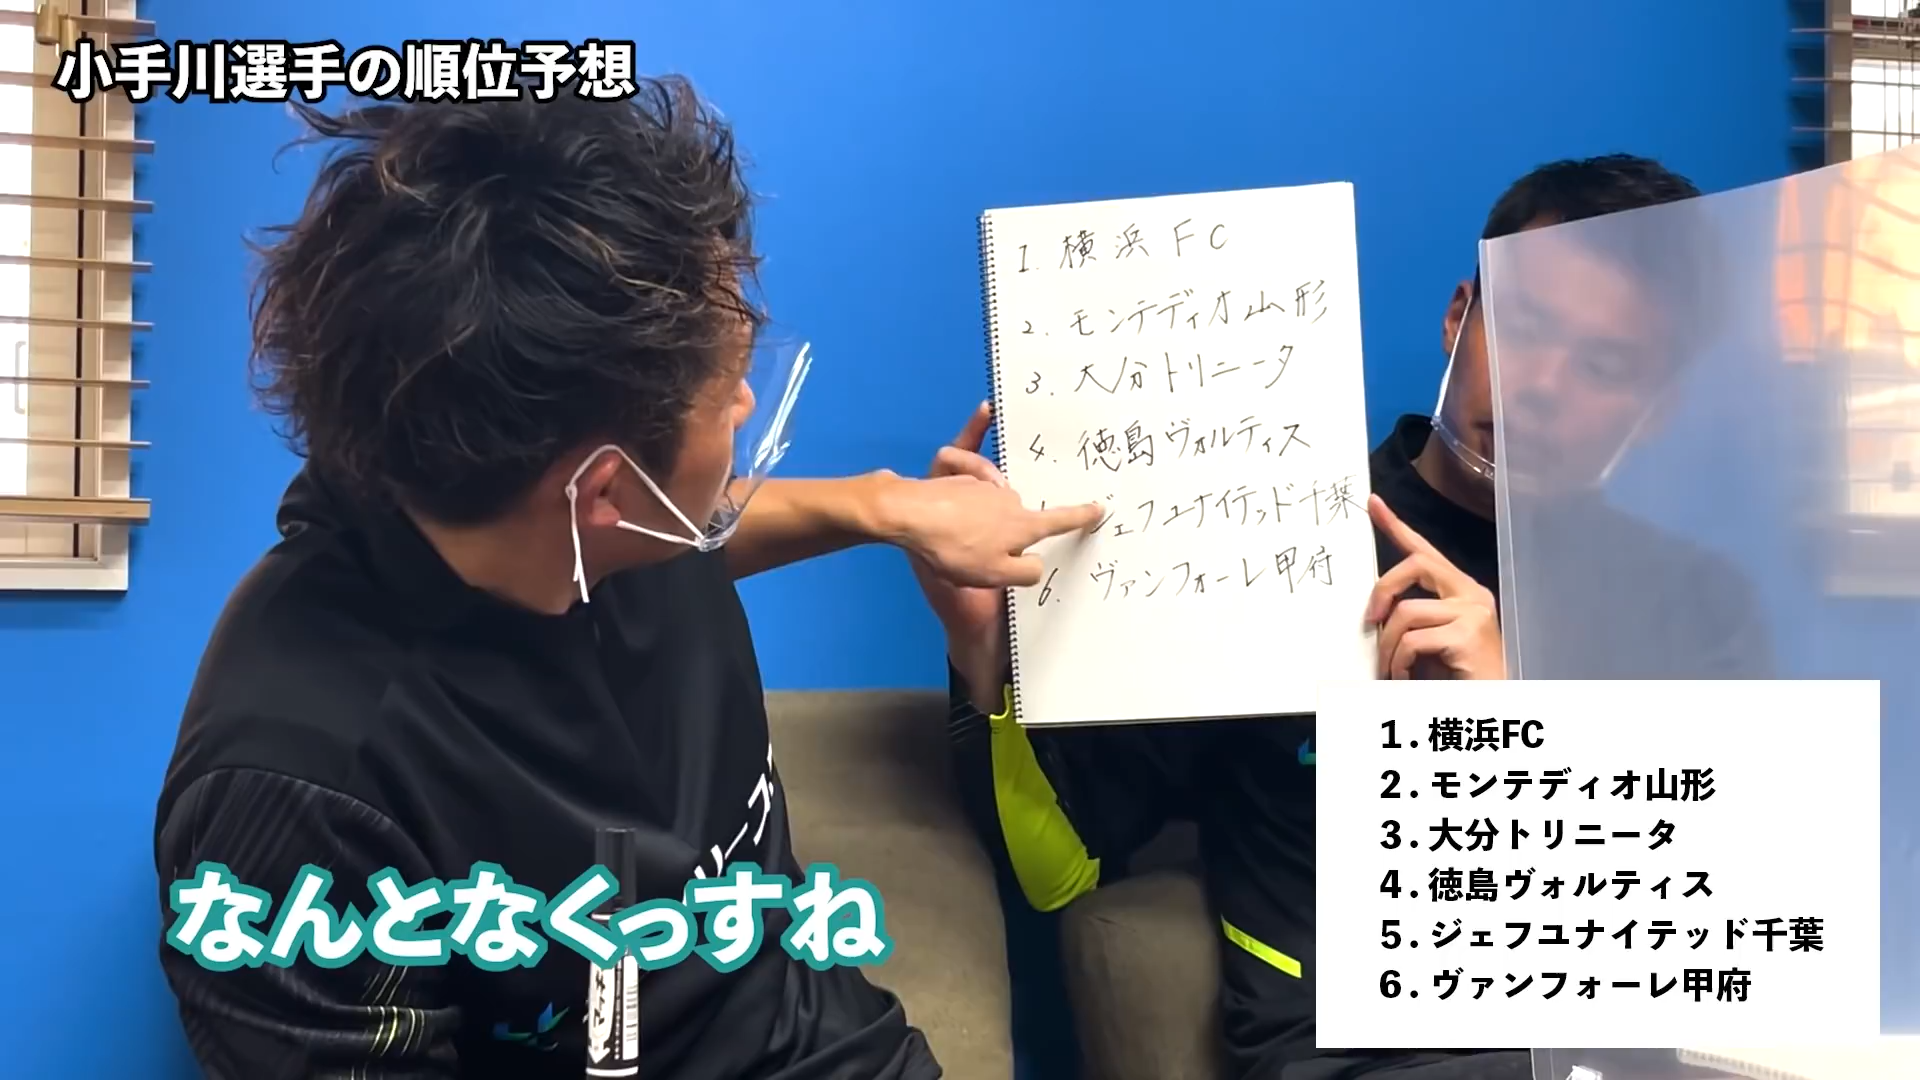 小手川選手の順位予想
1. 横浜 FC
2. モンテディオ山形
3. 大分トリニータ
4. 徳島ヴォルティス
ジェフユナイテッド千葉
6. ヴァンフォーレ甲府
なんとなくっすね
1.横浜FC
2.モンテディオ山形
3.大分トリニータ
4.徳島ヴォルティス
5.ジェフユナイテッド千葉
6.ヴァンフォーレ甲府